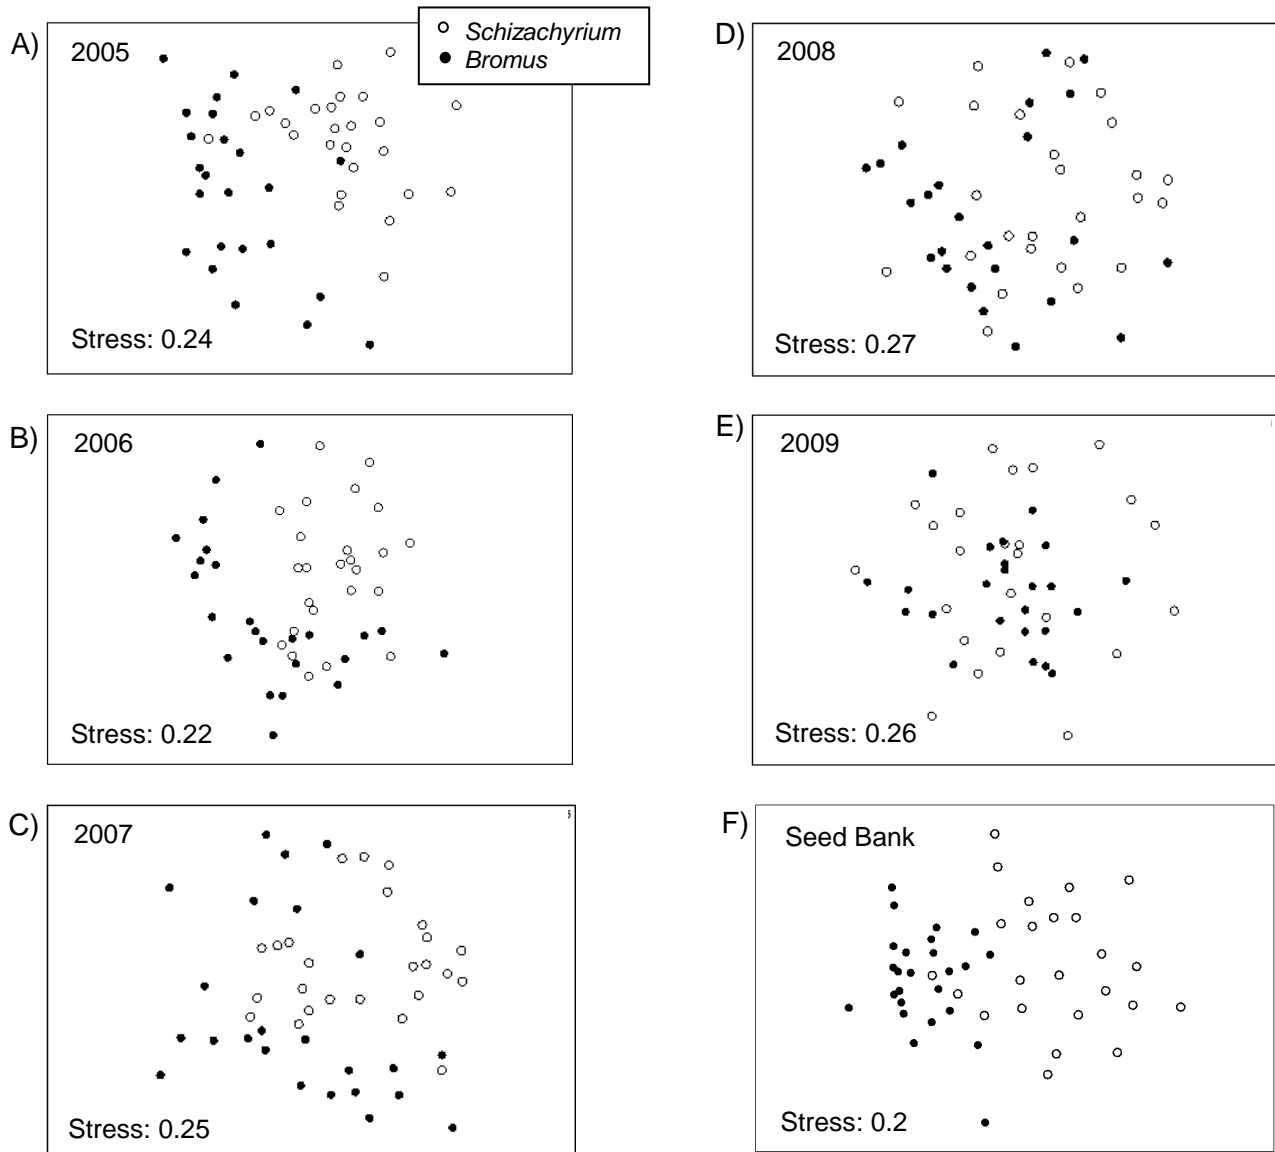 A)
2005
Schizachyrium
Bromus
Stress: 0.24
D)
2008
Stress: 0.27
B)
2006
Stress: 0.22
E)
2009
Stress: 0.26
C)
2007
Stress: 0.25
F)
Seed Bank
Stress: 0.2